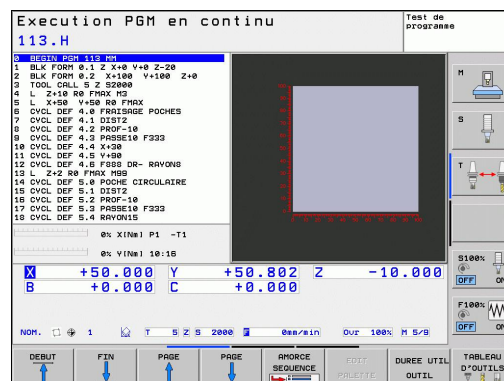 Execution PGM en continu
Test de
programme
113.H
0 BEGIN PGM 113 MM
1 BLK FORM 0.1 Z X+0 Y+0 Z-20
2 BLK FORM 0.2 X+100 Y+100 Z+0
3 TOOL CALL 5 Z S2000
4 L Z+10 R0 FMAX M3
5 L X+50 Y+50 R0 FMAX
6 CYCL DEF 4.0 FRAISAGE POCHES
7 CYCL DEF 4.1 DIST2
8 CYCL DEF 4.2 PROF-10
9 CYCL DEF 4.3 PASSE10 F333
10 CYCL DEF 4.4 X+30
11 CYCL DEF 4.5 Y+90
12 CYCL DEF 4.6 F888 DR- RAYON8
13 L Z+2 R0 FMAX M99
14 CYCL DEF 5.0 POCHE CIRCULAIRE
15 CYCL DEF 5.1 DIST2
16 CYCL DEF 5.2 PROF-10
17 CYCL DEF 5.3 PASSE10 F333
18 CYCL DEF 5.4 RAYON15
M
S
T
0% X[Nm] P1 -T1
0% Y[Nm] 10:16
X +50.000 Y +50.802 Z -10.000
B +0.000 C +0.000
S100%
OFF ON
F100%
OFF ON
NOM. 1 T 5 Z S 2000 F 0mm/min Ovr 100% M 5/9
DEBUT
FIN
PAGE
PAGE
AMORCE
SEQUENCE
EDIT
PALETTE
DUREE UTIL
OUTIL
TABLEAU
D'OUTILS